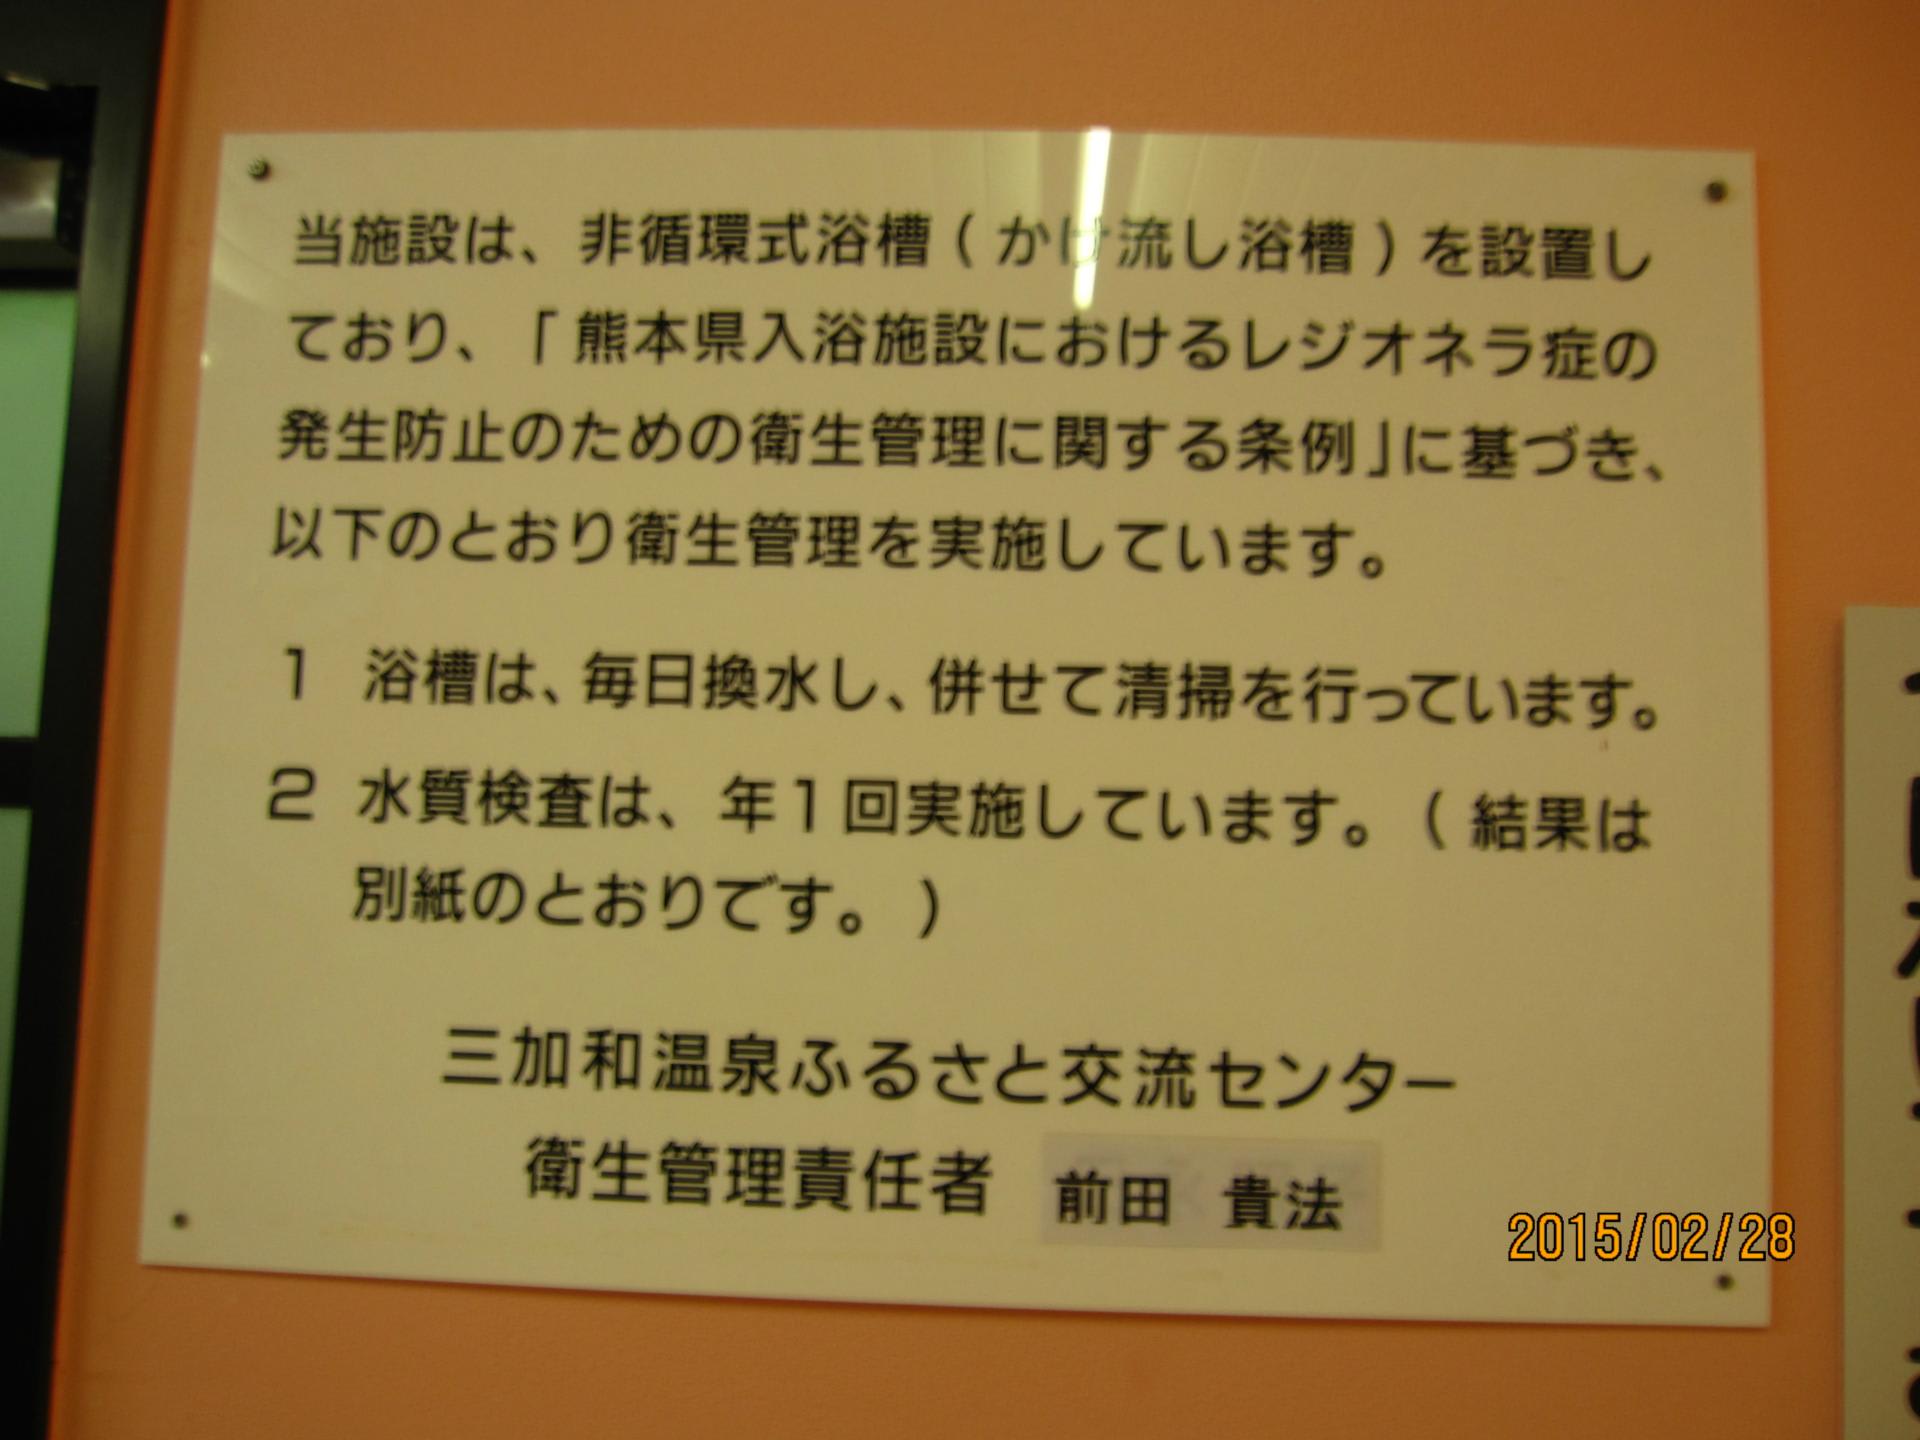 当施設は、非循環式浴槽(かけ流し浴槽)を設置し
ており、「熊本県入浴施設におけるレジオネラ症の
発生防止のための衛生管理に関する条例」に基づき、
以下のとおり衛生管理を実施しています。
1 浴槽は、毎日換水し、併せて清掃を行っています。
2 水質検査は、年1回実施しています。(結果は
別紙のとおりです。)
三加和温泉ふるさと交流センター
衛生管理責任者 前田 貴法
2015/02/28